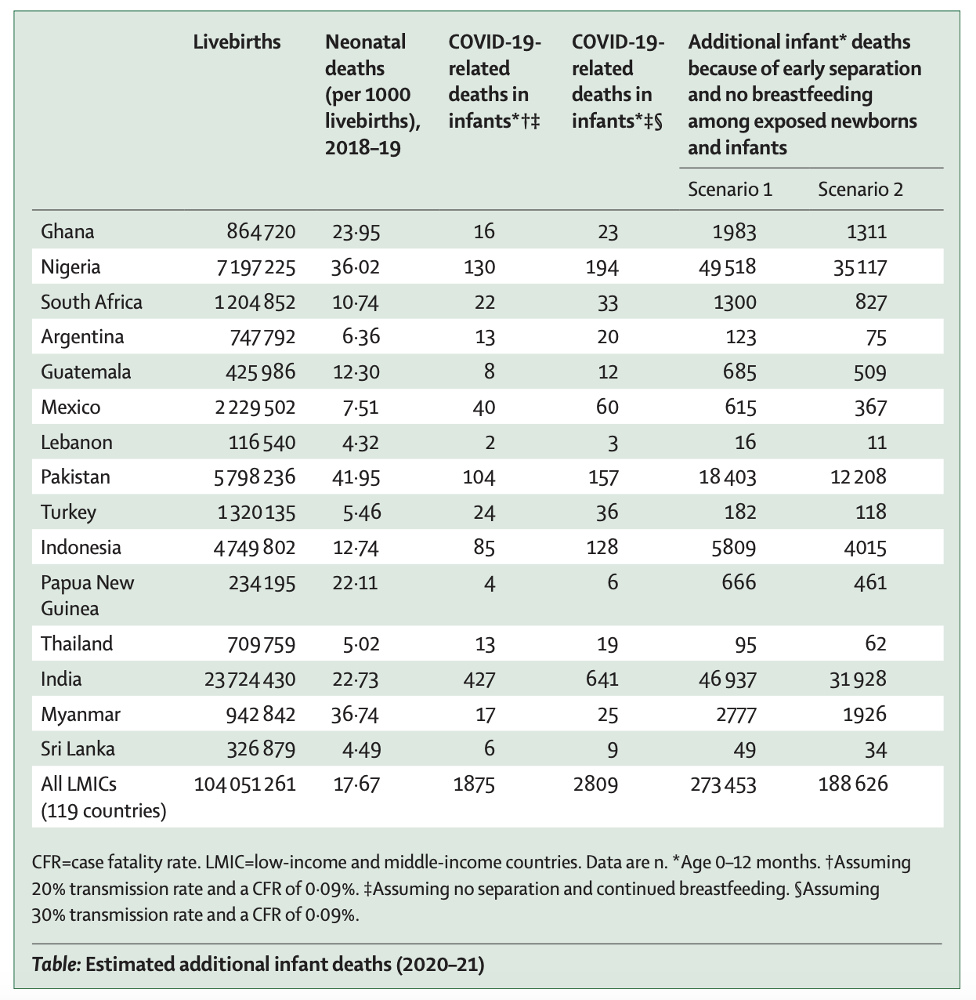 Livebirths Neonatal deaths (per 1000 livebirths), 2018–19 COVID-19-related deaths in infants*†‡ COVID-19-related deaths in infants*‡§ Additional infant* deaths because of early separation and no breastfeeding among exposed newborns and infants
Scenario 1 Scenario 2
Ghana 864 720 23·95 16 23 1983 1311
Nigeria 7 197 225 36·02 130 194 49 518 35 117
South Africa 1 204 852 10·74 22 33 1300 827
Argentina 747 792 6·36 13 20 123 75
Guatemala 425 986 12·30 8 12 685 509
Mexico 2 229 502 7·51 40 60 615 367
Lebanon 116 540 4·32 2 3 16 11
Pakistan 5 798 236 41·95 104 157 18 403 12 208
Turkey 1 320 135 5·46 24 36 182 118
Indonesia 4 749 802 12·74 85 128 5809 4015
Papua New Guinea 234 195 22·11 4 6 666 461
Thailand 709 759 5·02 13 19 95 62
India 23 724 430 22·73 427 641 46 937 31 928
Myanmar 942 842 36·74 17 25 2777 1926
Sri Lanka 326 879 4·49 6 9 49 34
All LMICs (119 countries) 104 051 261 17·67 1875 2809 273 453 188 626
CFR=case fatality rate. LMIC=low-income and middle-income countries. Data are n. *Age 0–12 months. †Assuming
20% transmission rate and a CFR of 0·09%. ‡Assuming no separation and continued breastfeeding. §Assuming
30% transmission rate and a CFR of 0·09%.
Table: Estimated additional infant deaths (2020–21)